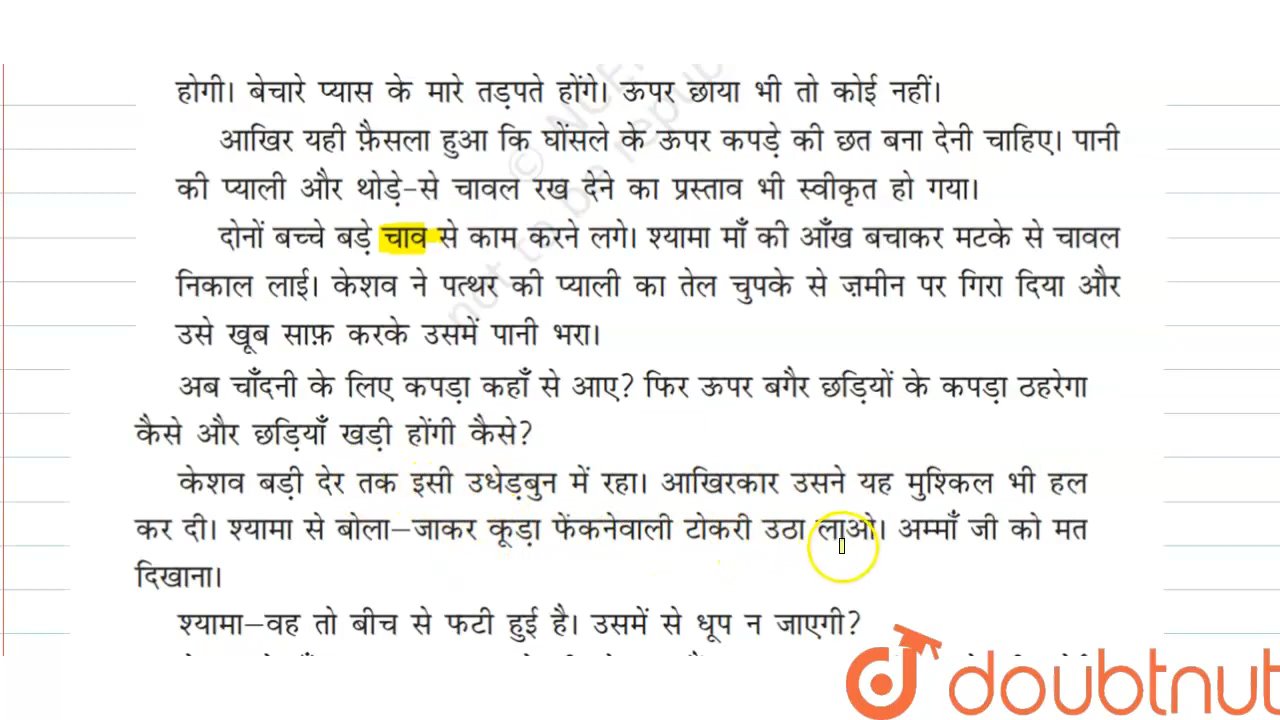 होगी। बेचारे प्यास के मारे तड़पते होंगे। ऊपर छाया भी तो कोई नहीं।
आखिर यही फ़ैसला हुआ कि घोंसले के ऊपर कपड़े की छत बना देनी चाहिए। पानी
की प्याली और थोड़े-से चावल रख देने का प्रस्ताव भी स्वीकृत हो गया।
दोनों बच्चे बड़े चाव से काम करने लगे। श्यामा माँ की आँख बचाकर मटके से चावल
निकाल लाई। केशव ने पत्थर की प्याली का तेल चुपके से ज़मीन पर गिरा दिया और
उसे खूब साफ़ करके उसमें पानी भरा।
अब चाँदनी के लिए कपड़ा कहाँ से आए? फिर ऊपर बगैर छड़ियों के कपड़ा ठहरेगा
कैसे और छड़ियाँ खड़ी होंगी कैसे?
केशव बड़ी देर तक इसी उधेड़बुन में रहा। आखिरकार उसने यह मुश्किल भी हल
कर दी। श्यामा से बोला—जाकर कूड़ा फेंकनेवाली टोकरी उठा लाओ। अम्माँ जी को मत
दिखाना।
श्यामा—वह तो बीच से फटी हुई है। उसमें से धूप न जाएगी?
doubtnut